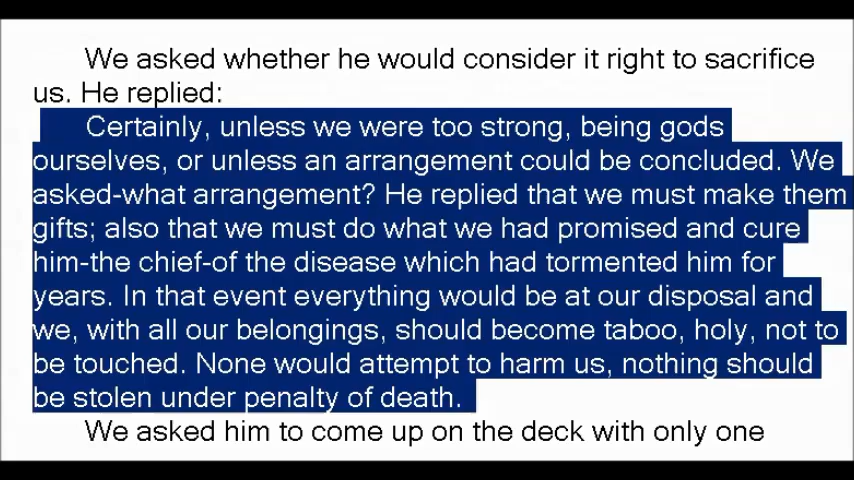 We asked whether he would consider it right to sacrifice
us. He replied:
Certainly, unless we were too strong, being gods
ourselves, or unless an arrangement could be concluded. We
asked-what arrangement? He replied that we must make them
gifts; also that we must do what we had promised and cure
him-the chief-of the disease which had tormented him for
years. In that event everything would be at our disposal and
we, with all our belongings, should become taboo, holy, not to
be touched. None would attempt to harm us, nothing should
be stolen under penalty of death.
We asked him to come up on the deck with only one